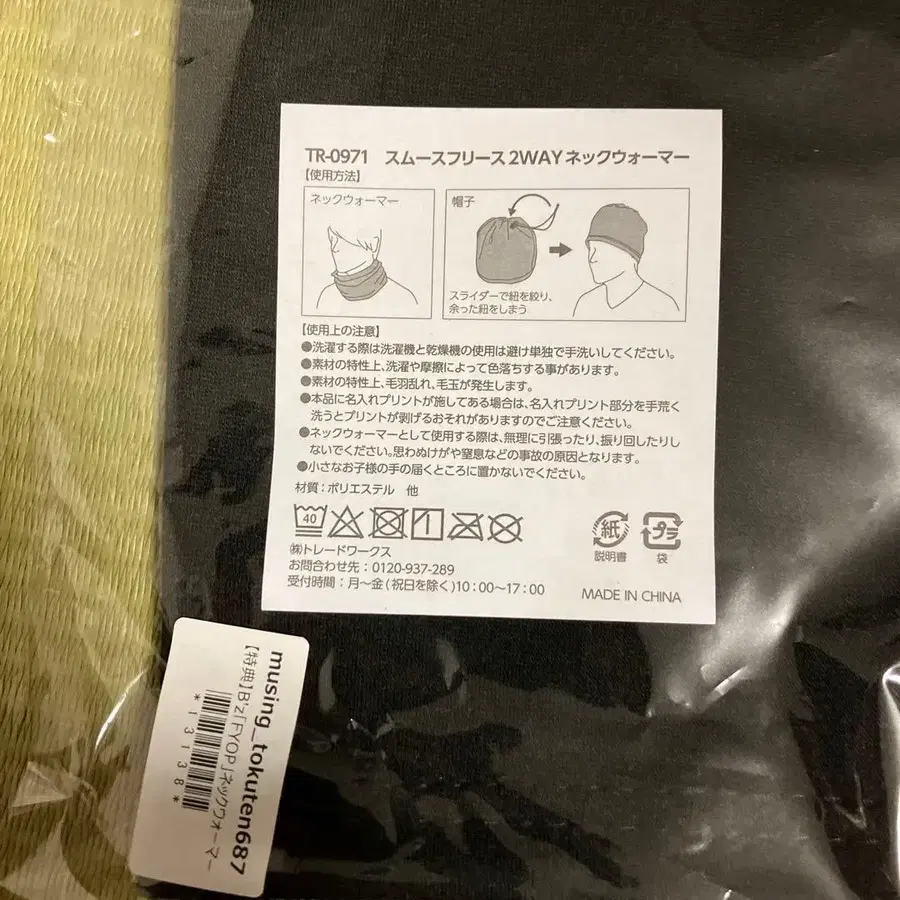 TR-0971 スムースフリース2WAYネックウォーマー
【使用方法】
ネックウォーマー
帽子
スライダーで紐を絞り、
余った紐をしまう
【使用上の注意】
●洗濯する際は洗濯機と乾燥機の使用は避け単独で手洗いしてください。
●素材の特性上、洗濯や摩擦によって色落ちする事があります。
●素材の特性上、毛羽乱れ、毛玉が発生します。
●本品に名入れプリントが施してある場合は、名入れプリント部分を手荒く
洗うとプリントが剥げるおそれがありますのでご注意ください。
●ネックウォーマーとして使用する際は、無理に引張ったり、振り回したりし
ないでください。思わぬけがや窒息などの事故の原因となります。
●小さなお子様の手の届くところに置かないでください。
材質:ポリエステル 他
40
紙
プラ
説明書
袋
㈱トレードワークス
お問合わせ先:0120-937-289
受付時間:月〜金(祝日を除く)10:00〜17:00
MADE IN CHINA
musing_tokuten687
【特典】B'z「FYOP」ネックウォーマー
*13138*